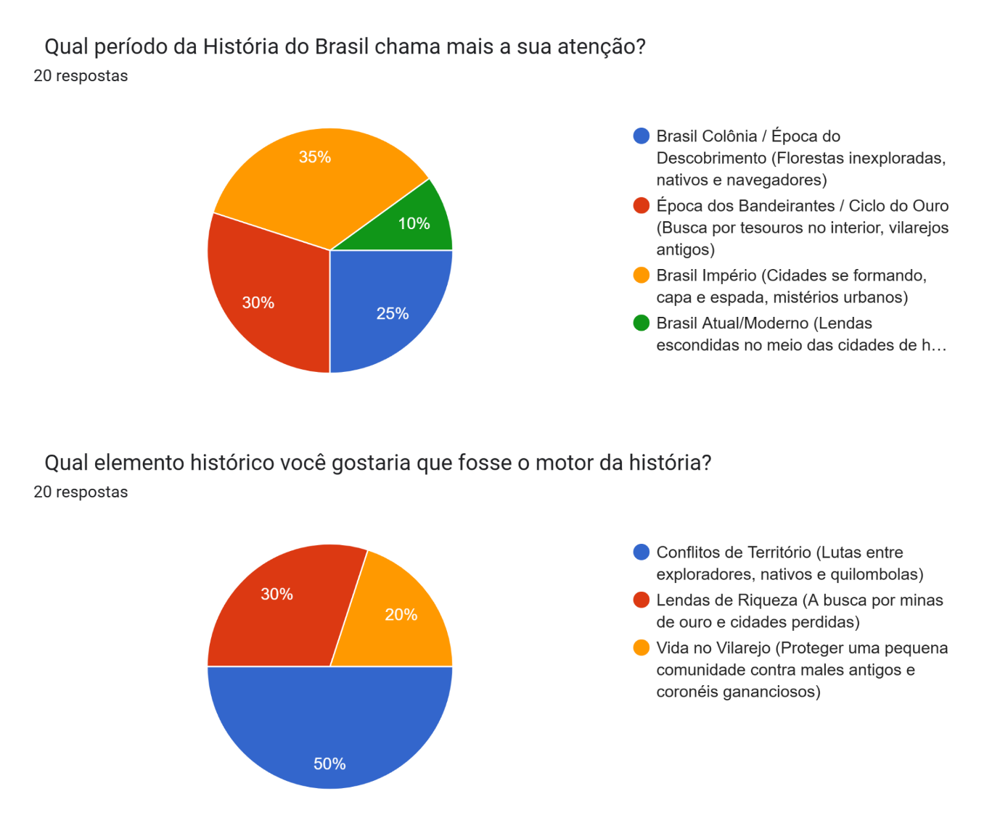 Qual período da História do Brasil chama mais a sua atenção?
20 respostas
35%
10%
30%
25%
Brasil Colônia / Época do
Descobrimento (Florestas inexploradas,
nativos e navegadores)
Época dos Bandeirantes / Ciclo do Ouro
(Busca por tesouros no interior, vilarejos
antigos)
Brasil Império (Cidades se formando,
capa e espada, mistérios urbanos)
Brasil Atual/Moderno (Lendas
escondidas no meio das cidades de h…
Qual elemento histórico você gostaria que fosse o motor da história?
20 respostas
30%
20%
50%
Conflitos de Território (Lutas entre
exploradores, nativos e quilombolas)
Lendas de Riqueza (A busca por minas
de ouro e cidades perdidas)
Vida no Vilarejo (Proteger uma pequena
comunidade contra males antigos e
coronéis gananciosos)